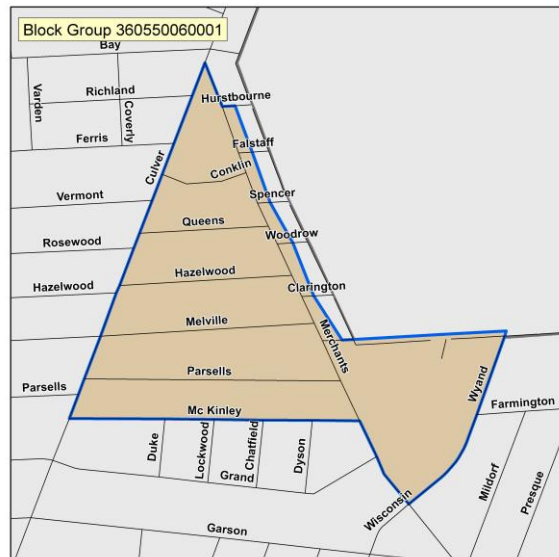 Block Group 360550060001
Bay
Varden
Richland
Coverly
Hurstbourne
Ferris
Falstaff
Culver
Conklin
Vermont
Spencer
Queens
Woodrow
Rosewood
Hazelwood
Hazelwood
Clarington
Melville
Merchants
Parsells
Parsells
Wyand
Mc Kinley
Farmington
Duke
Lockwood
Chatfield
Dyson
Grand
Mildorf
Presque
Wisconsin
Garson